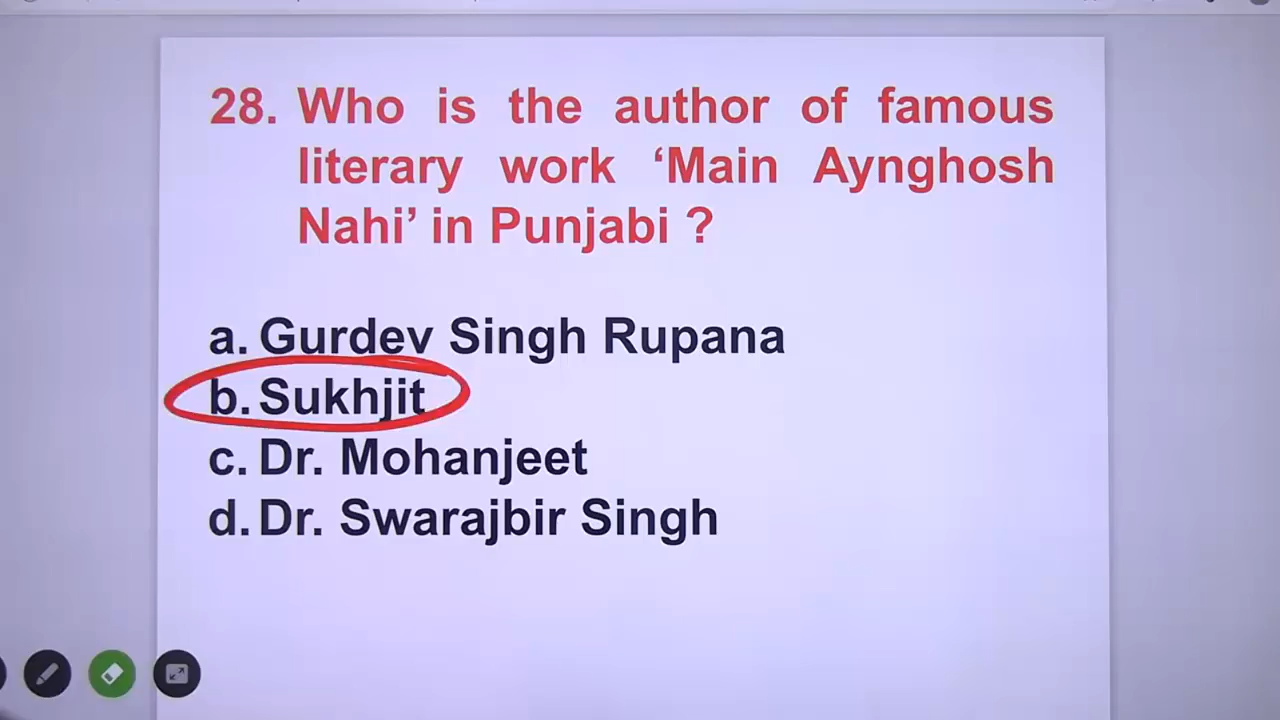 28. Who is the author of famous
literary work ‘Main Aynghosh
Nahi’ in Punjabi ?
a. Gurdev Singh Rupana
b. Sukhjit
c. Dr. Mohanjeet
d. Dr. Swarajbir Singh